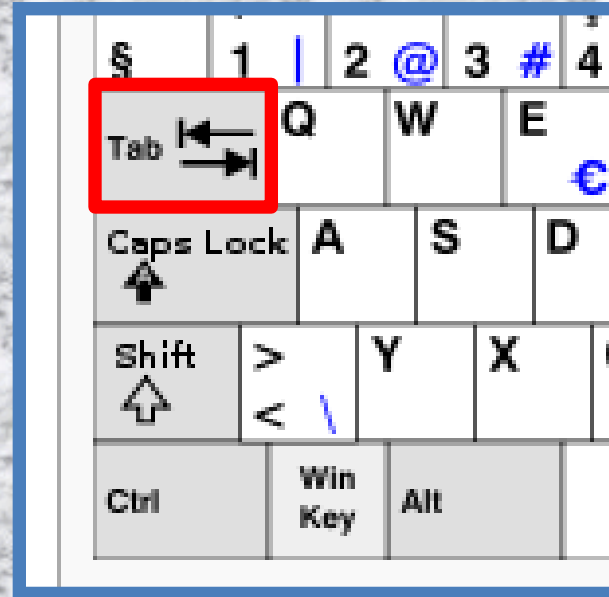 § 1 | 2 @ 3 # 4
Tab Q W E €
Caps Lock A S D
Shift > < \ Y X
Ctrl Win Key Alt